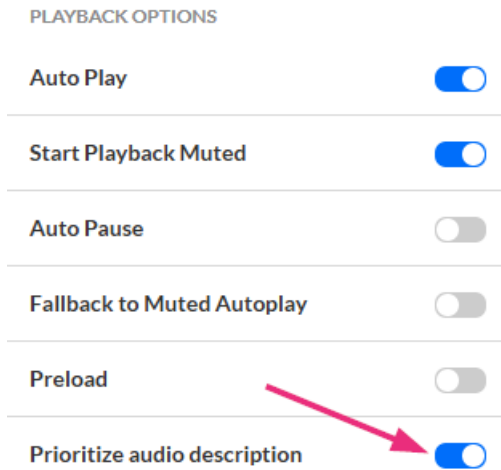 PLAYBACK OPTIONS
Auto Play
Start Playback Muted
Auto Pause
Fallback to Muted Autoplay
Preload
Prioritize audio description